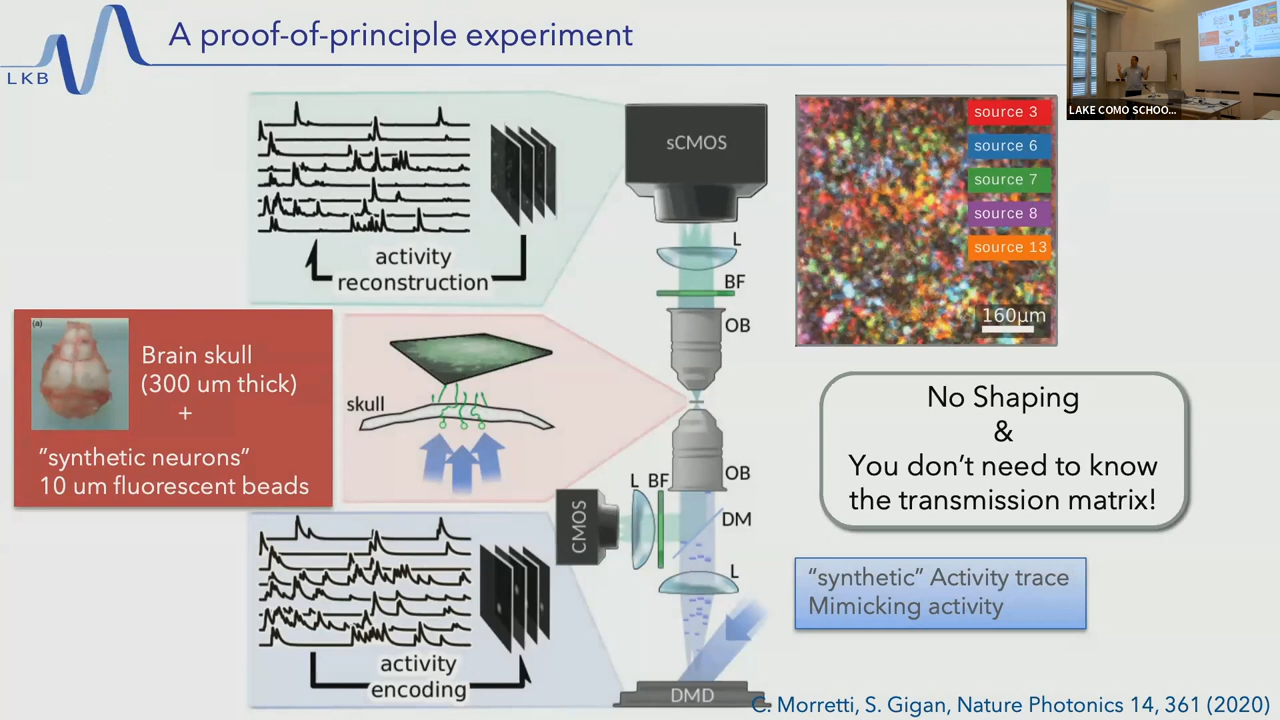 A proof-of-principle experiment
LKB
LAKE COMO SCHOO...
activity
reconstruction
sCMOS
L
BF
OB
source 3
source 6
source 7
source 8
source 13
160µm
(a)
Brain skull
(300 um thick)
+
"synthetic neurons"
10 um fluorescent beads
skull
OB
L BF
CMOS
DM
L
No Shaping
&
You don't need to know
the transmission matrix!
"synthetic" Activity trace
Mimicking activity
activity
encoding
DMD
C. Morretti, S. Gigan, Nature Photonics 14, 361 (2020)